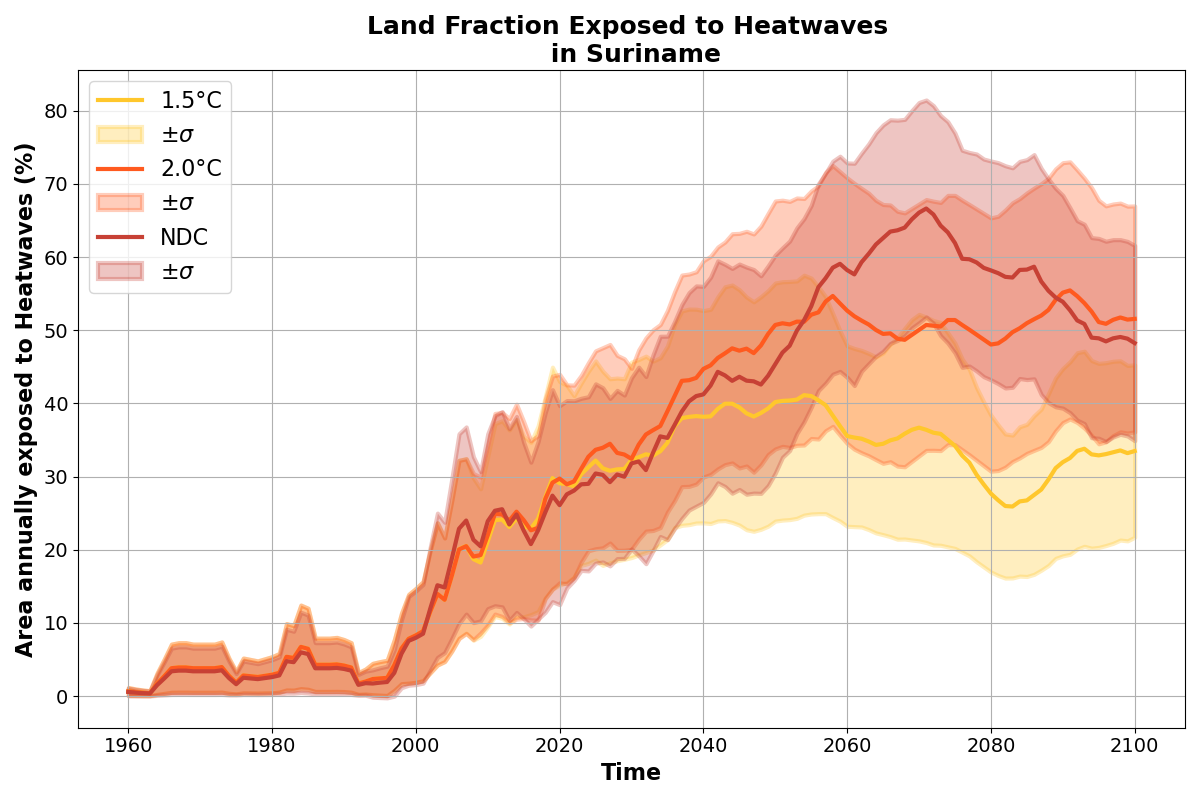 Land Fraction Exposed to Heatwaves
in Suriname
Area annually exposed to Heatwaves (%)
80
70
60
50
40
30
20
10
0
1.5°C
±σ
2.0°C
±σ
NDC
±σ
1960 1980 2000 2020 2040 2060 2080 2100
Time